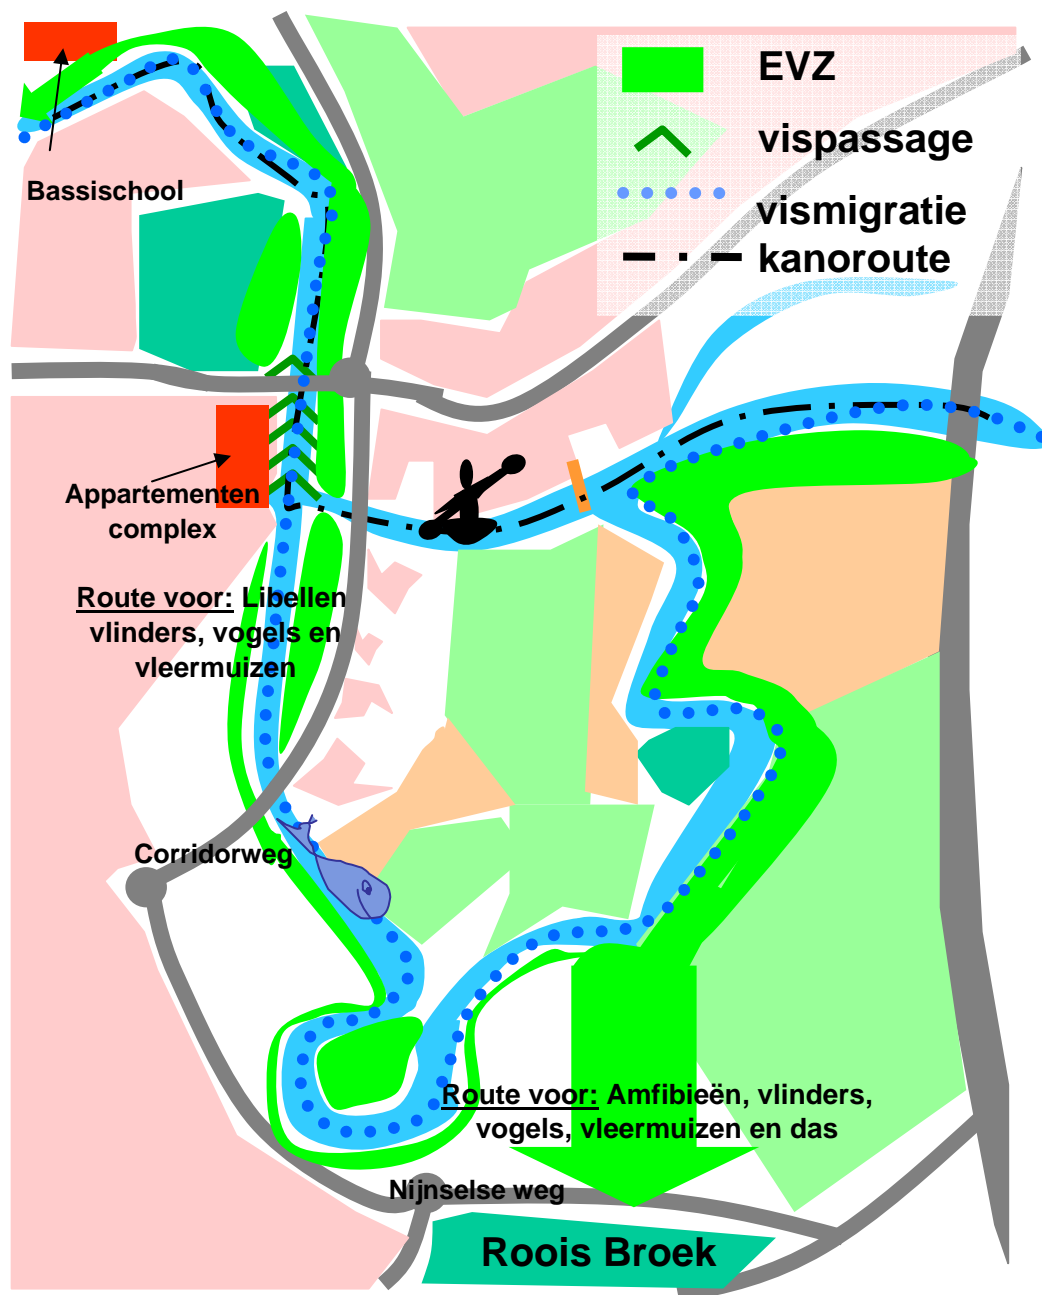 EVZ
vispassage
vismigratie
kanoroute
Bassischool
Appartementen
complex
Route voor: Libellen
vlinders, vogels en
vleermuizen
Corridorweg
Route voor: Amfibieën, vlinders,
vogels, vleermuizen en das
Nijnselse weg
Roois Broek